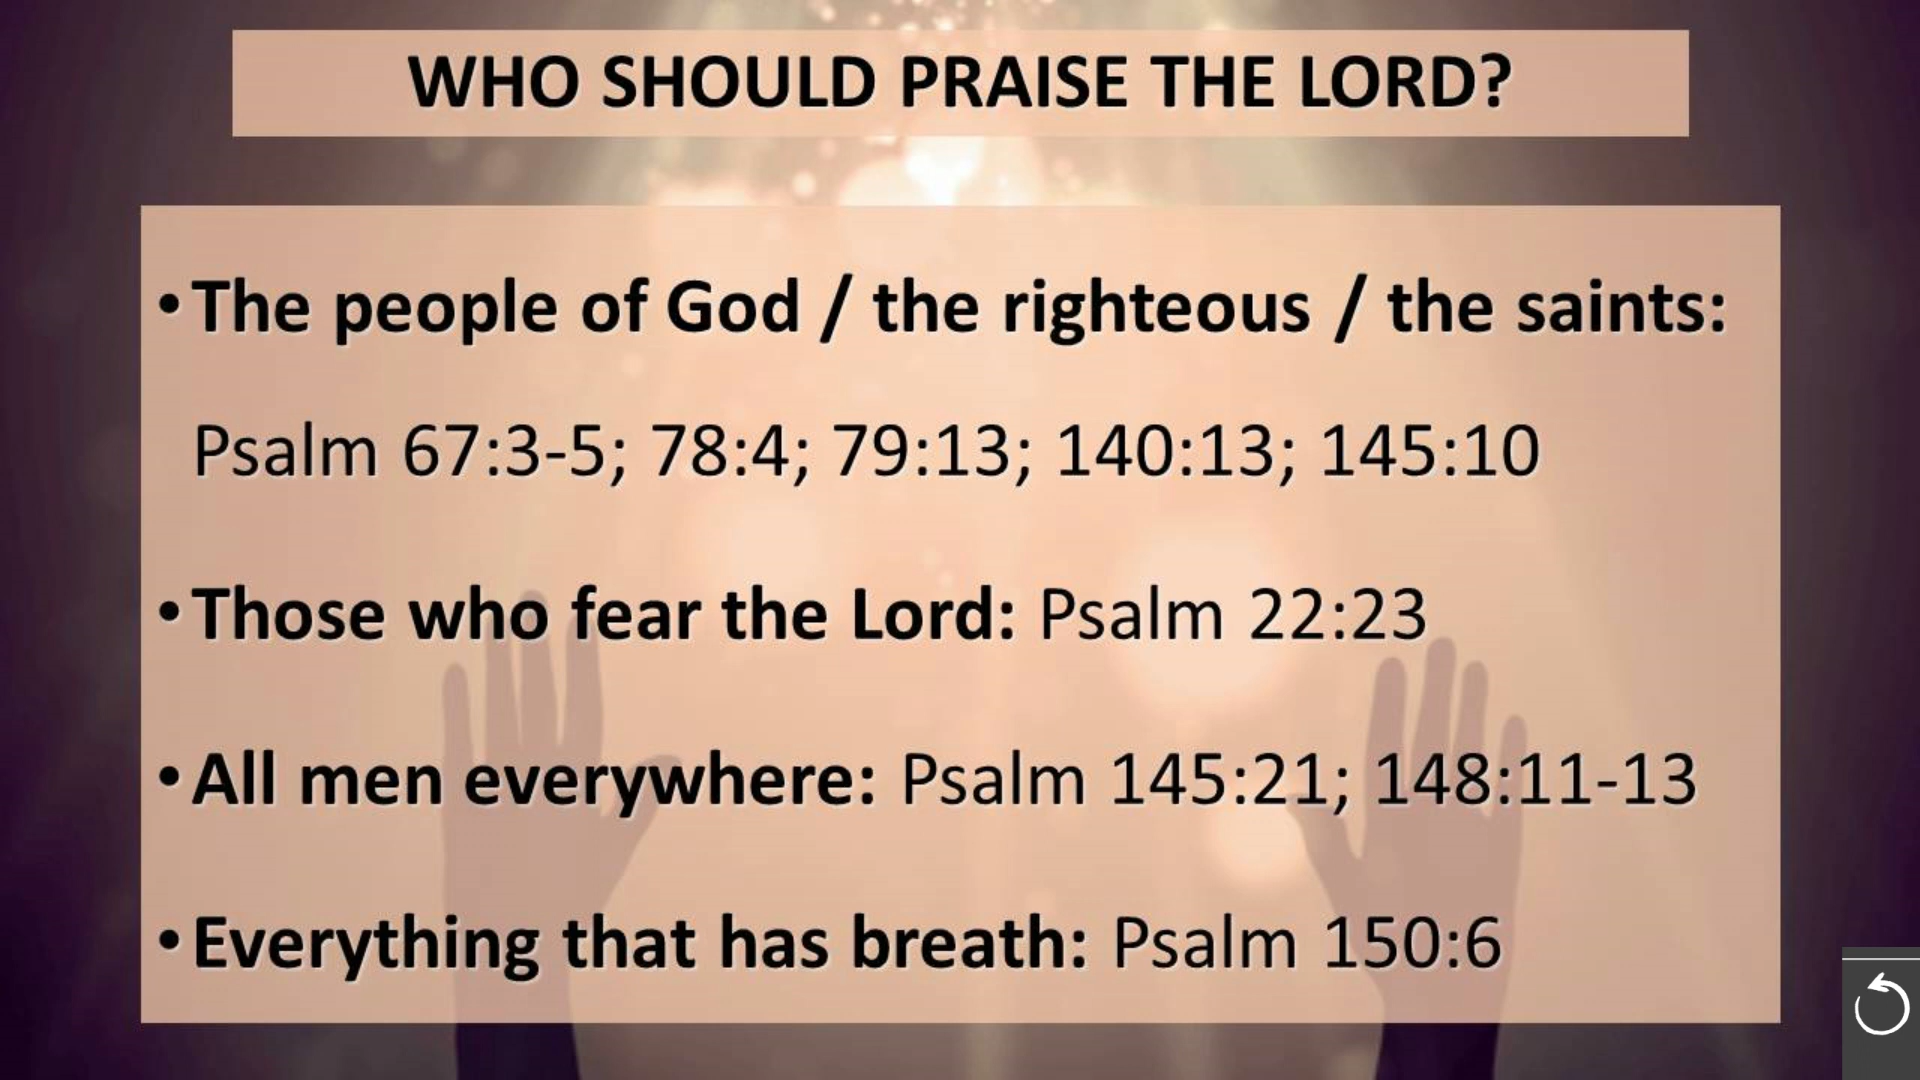 WHO SHOULD PRAISE THE LORD?
• The people of God / the righteous / the saints:
Psalm 67:3-5; 78:4; 79:13; 140:13; 145:10
• Those who fear the Lord: Psalm 22:23
• All men everywhere: Psalm 145:21; 148:11-13
• Everything that has breath: Psalm 150:6